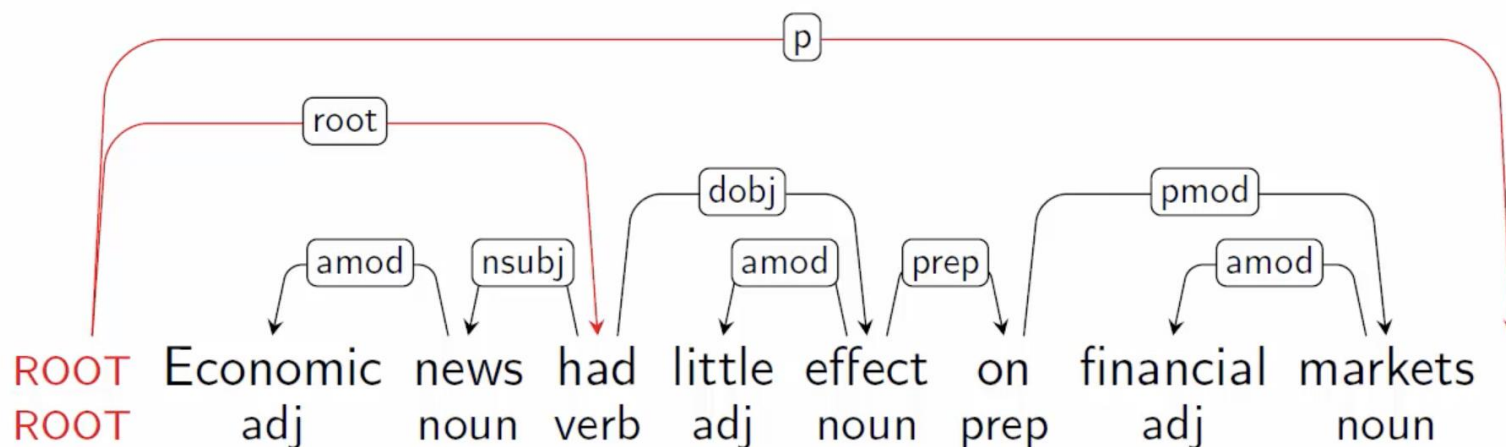 p
root
dobj pmod
amod nsubj amod prep amod
ROOT Economic news had little effect on financial markets
ROOT adj noun verb adj noun prep adj noun